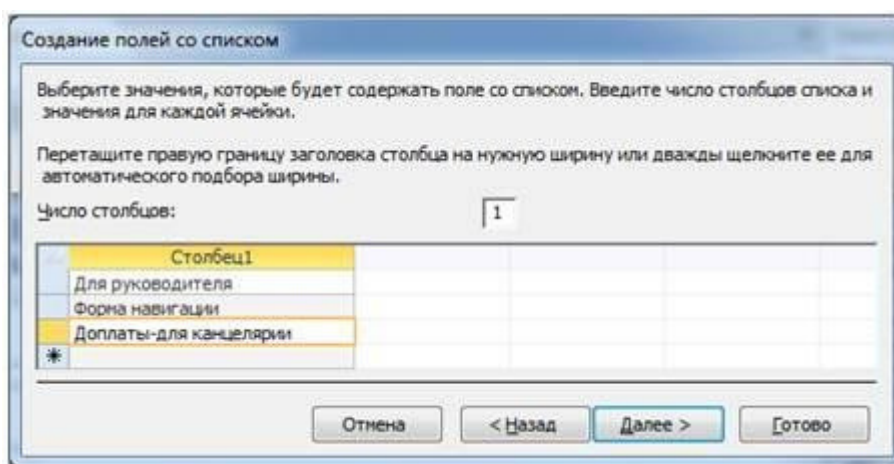 Создание полей со списком
Выберите значения, которые будет содержать поле со списком. Введите число столбцов списка и
значения для каждой ячейки.
Перетащите правую границу заголовка столбца на нужную ширину или дважды щелкните ее для
автоматического подбора ширины.
Число столбцов: 1
Столбец1
Для руководителя
Форма навигации
Доплаты-для канцелярии
*
Отмена < Назад Далее > Готово